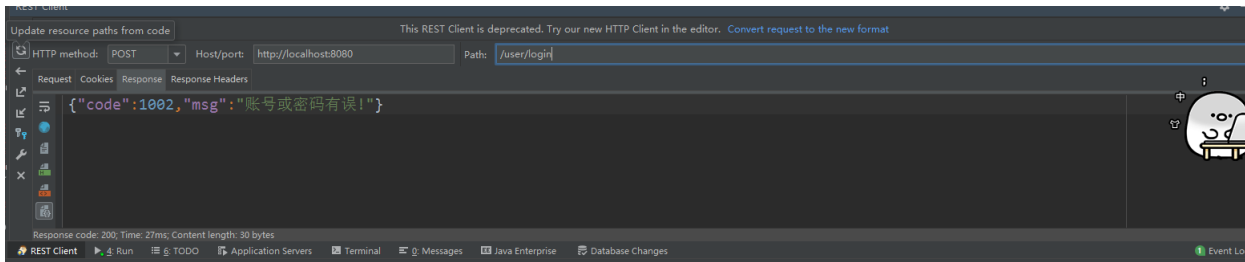 REST Client
Update resource paths from code
This REST Client is deprecated. Try our new HTTP Client in the editor. Convert request to the new format
HTTP method: POST Host/port: http://localhost:8080 Path: /user/login
Request Cookies Response Response Headers
{"code":1002,"msg":"账号或密码有误!"}
中
Response code: 200; Time: 27ms; Content length: 30 bytes
REST Client 4: Run 6: TODO Application Servers Terminal 0: Messages Java Enterprise Database Changes 1 Event Lo